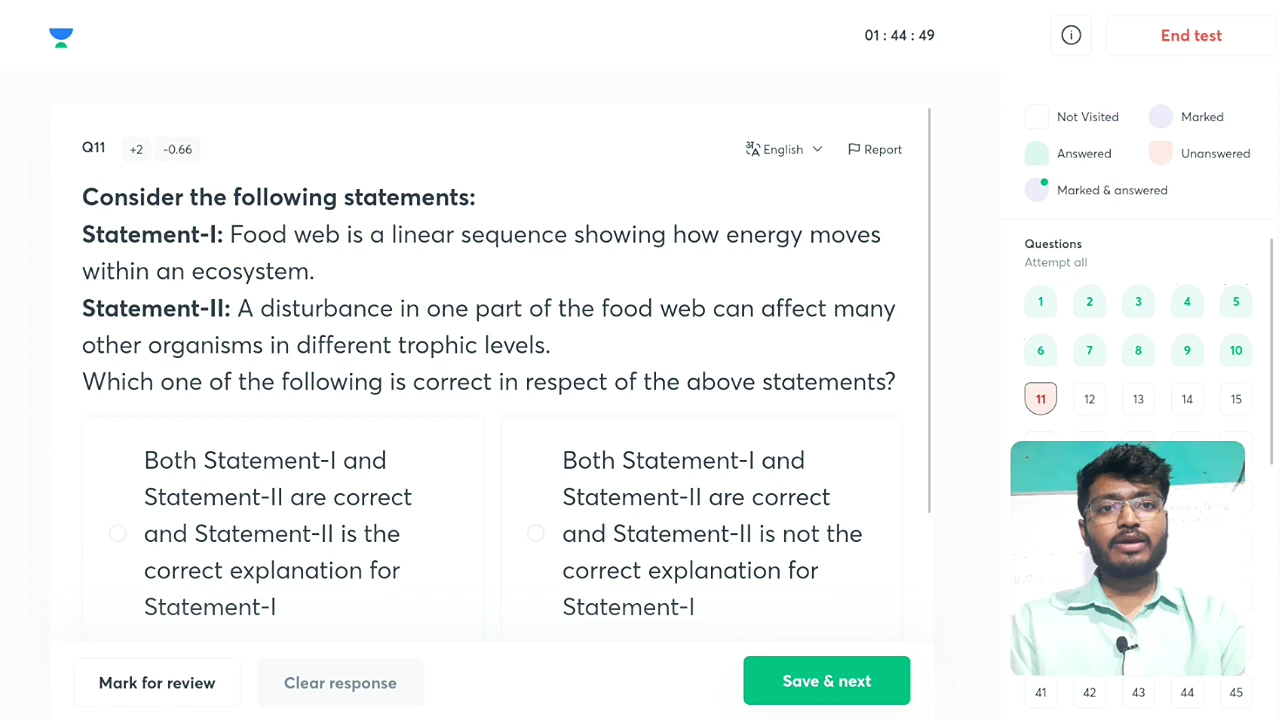 01 : 44 : 49
End test
Q11
+2
-0.66
English
Report
Consider the following statements:
Statement-I: Food web is a linear sequence showing how energy moves
within an ecosystem.
Statement-II: A disturbance in one part of the food web can affect many
other organisms in different trophic levels.
Which one of the following is correct in respect of the above statements?
Both Statement-I and
Statement-II are correct
and Statement-II is the
correct explanation for
Statement-I
Both Statement-I and
Statement-II are correct
and Statement-II is not the
correct explanation for
Statement-I
Mark for review
Clear response
Save & next
Not Visited
Marked
Answered
Unanswered
Marked & answered
Questions
Attempt all
1 2 3 4 5
6 7 8 9 10
11 12 13 14 15
41 42 43 44 45